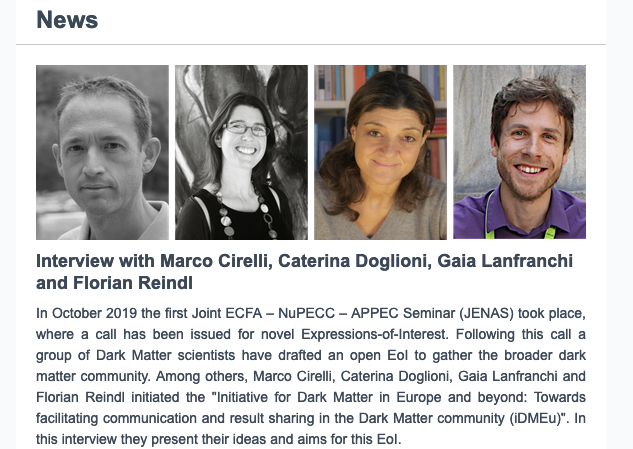 News
Interview with Marco Cirelli, Caterina Doglioni, Gaia Lanfranchi
and Florian Reindl
In October 2019 the first Joint ECFA – NuPECC – APPEC Seminar (JENAS) took place,
where a call has been issued for novel Expressions-of-Interest. Following this call a
group of Dark Matter scientists have drafted an open EoI to gather the broader dark
matter community. Among others, Marco Cirelli, Caterina Doglioni, Gaia Lanfranchi and
Florian Reindl initiated the "Initiative for Dark Matter in Europe and beyond: Towards
facilitating communication and result sharing in the Dark Matter community (iDMEu)". In
this interview they present their ideas and aims for this EoI.